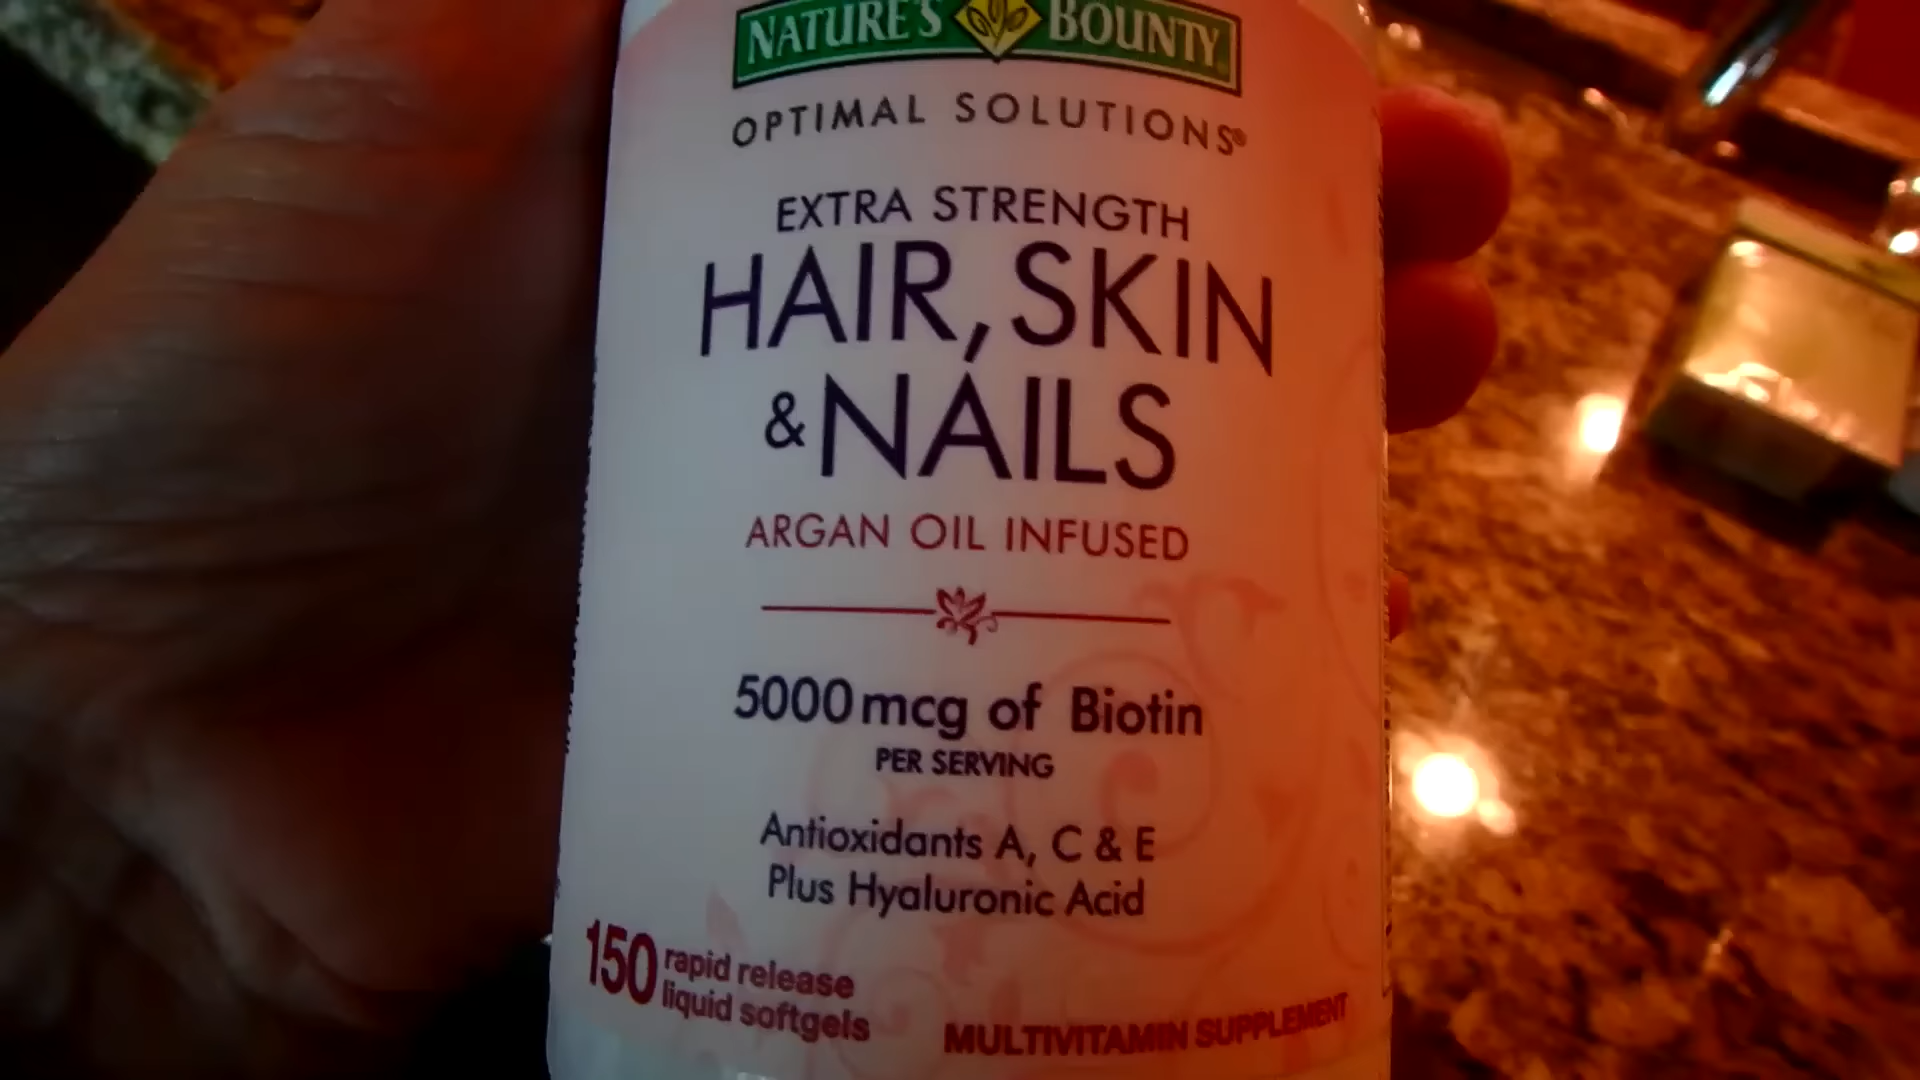 NATURE'S BOUNTY
OPTIMAL SOLUTIONS®
EXTRA STRENGTH
HAIR, SKIN
& NAILS
ARGAN OIL INFUSED
5000 mcg of Biotin
PER SERVING
Antioxidants A, C & E
Plus Hyaluronic Acid
150 rapid release
liquid softgels
MULTIVITAMIN SUPPLEMENT